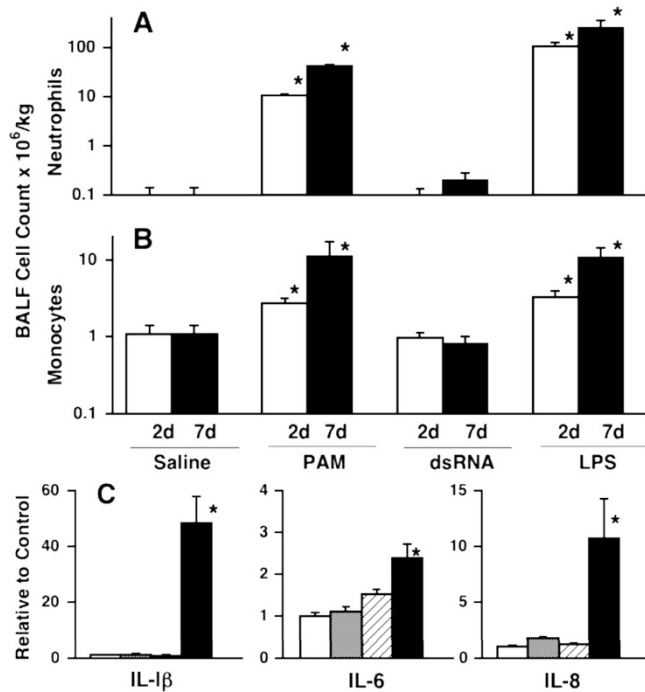 A
BALF Cell Count x 10⁶/kg
Neutrophils
100
10
1
0.1
* * * *
B
Monocytes
10
1
0.1
* * * *
2d 7d 2d 7d 2d 7d 2d 7d
Saline PAM dsRNA LPS
C
Relative to Control
60
40
20
0
*
IL-Iβ
4
3
2
1
0
*
IL-6
15
10
5
0
*
IL-8